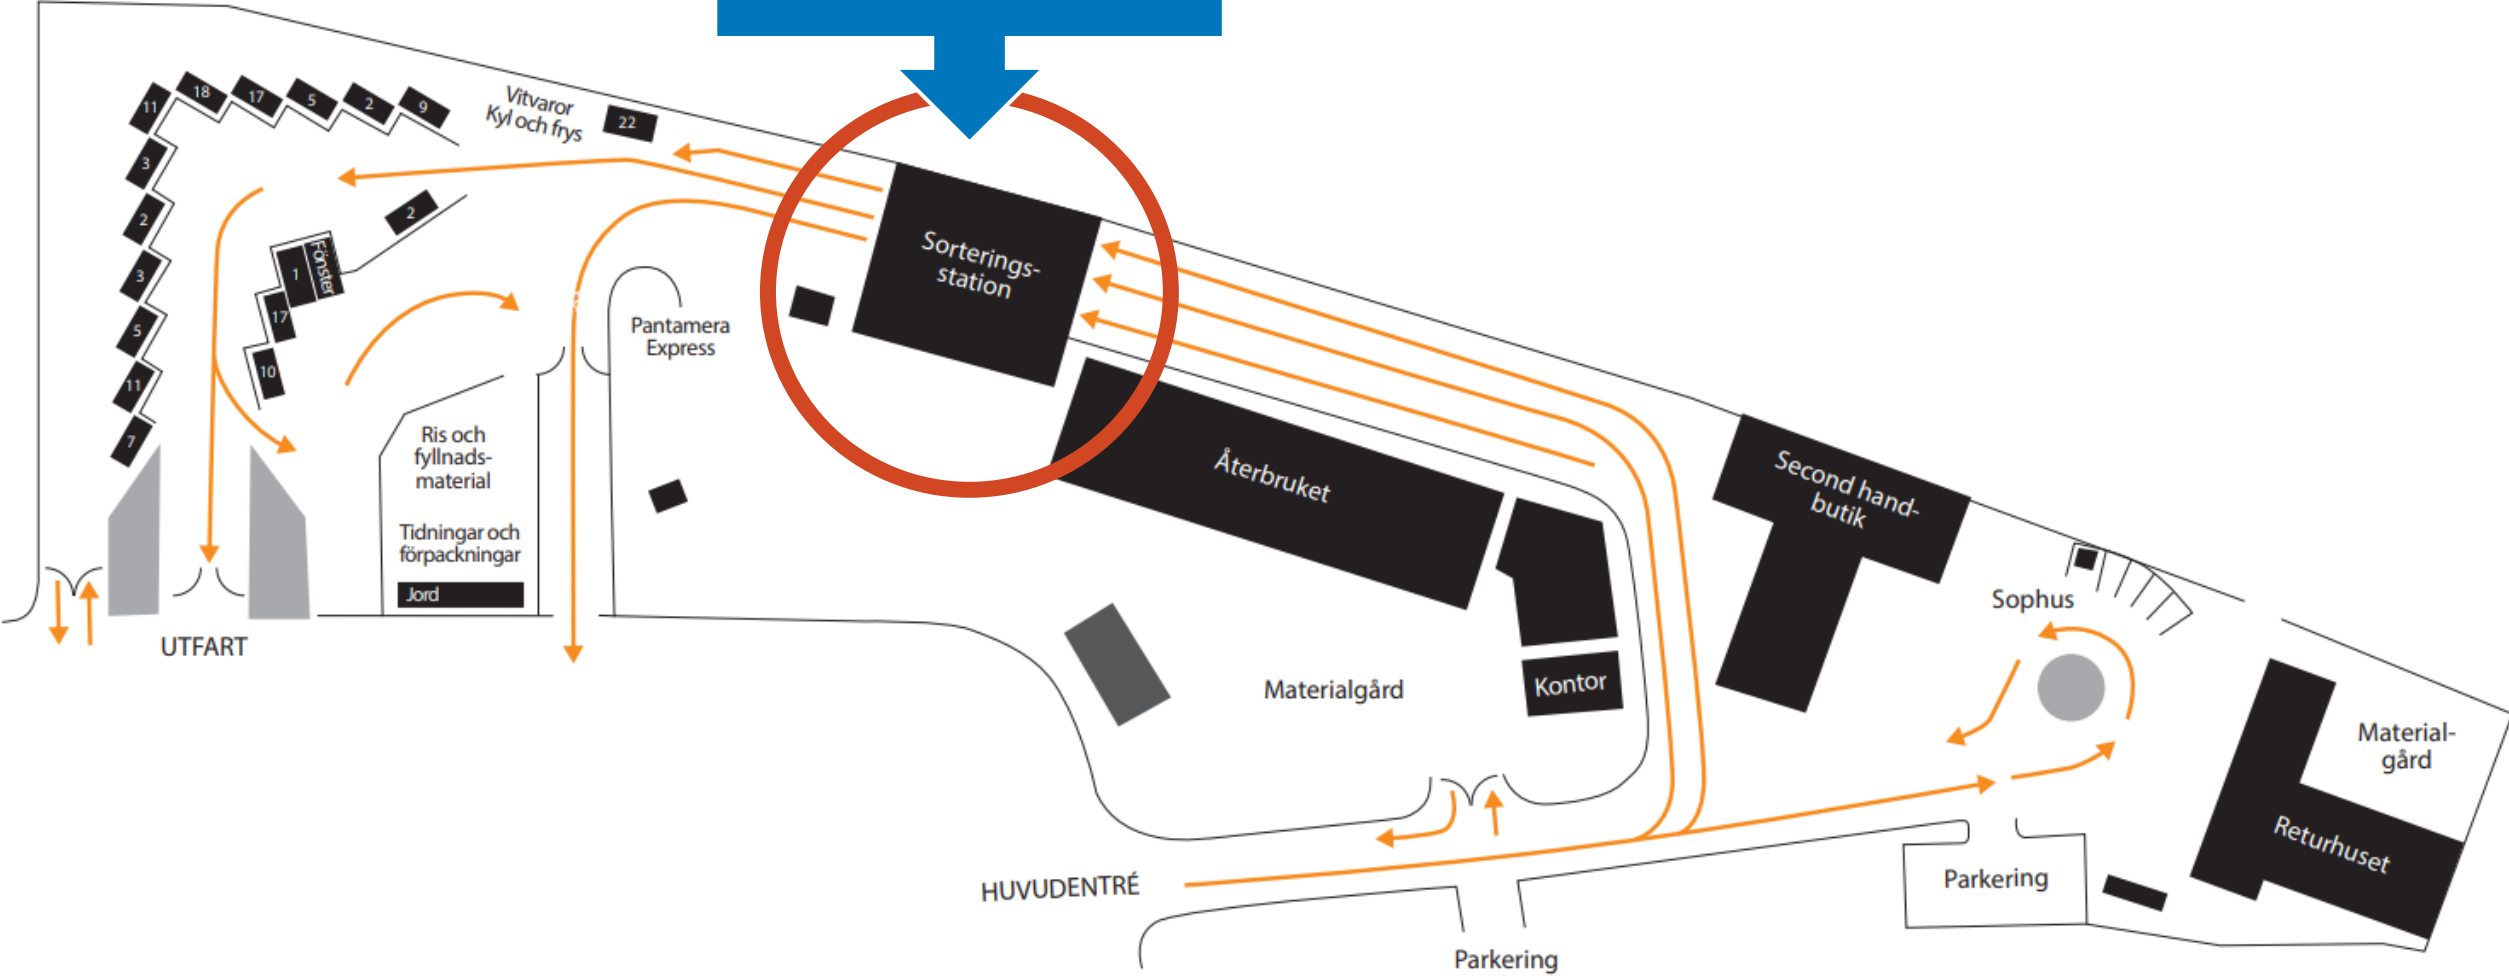 11
18
17
5
2
9
Vitvaror
Kyl och frys
22
3
2
3
5
11
7
2
1
Fönster
17
10
Sorterings-
station
Pantamera
Express
Ris och
fyllnads-
material
Tidningar och
förpackningar
Jord
UTFART
Återbruket
Second hand-
butik
Sophus
Kontor
Materialgård
Material-
gård
Returhuset
HUVUDENTRÉ
Parkering
Parkering